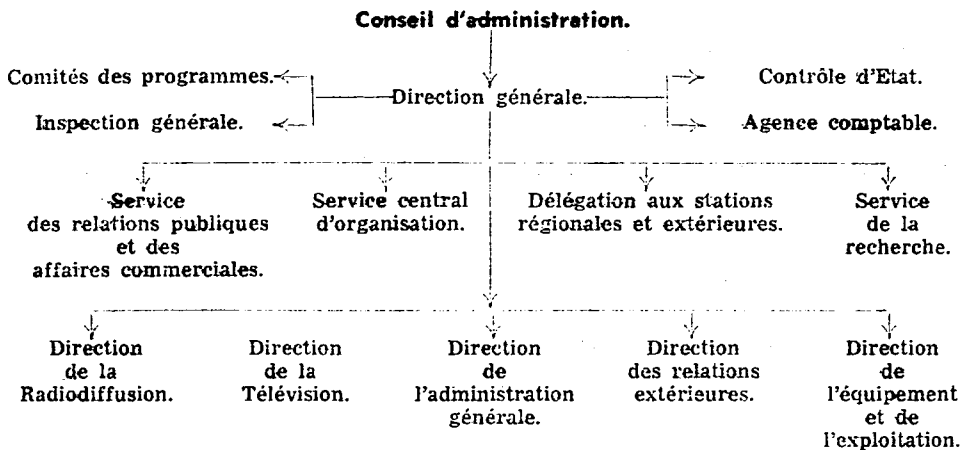 Conseil d'administration.
Comités des programmes.
Contrôle d'Etat.
Direction générale.
Inspection générale.
Agence comptable.
Service
des relations publiques
et des
affaires commerciales.
Service central
d'organisation.
Délégation aux stations
régionales et extérieures.
Service
de la
recherche.
Direction
de la
Radiodiffusion.
Direction
de la
Télévision.
Direction
de
l'administration
générale.
Direction
des relations
extérieures.
Direction
de
l'équipement
et de
l'exploitation.